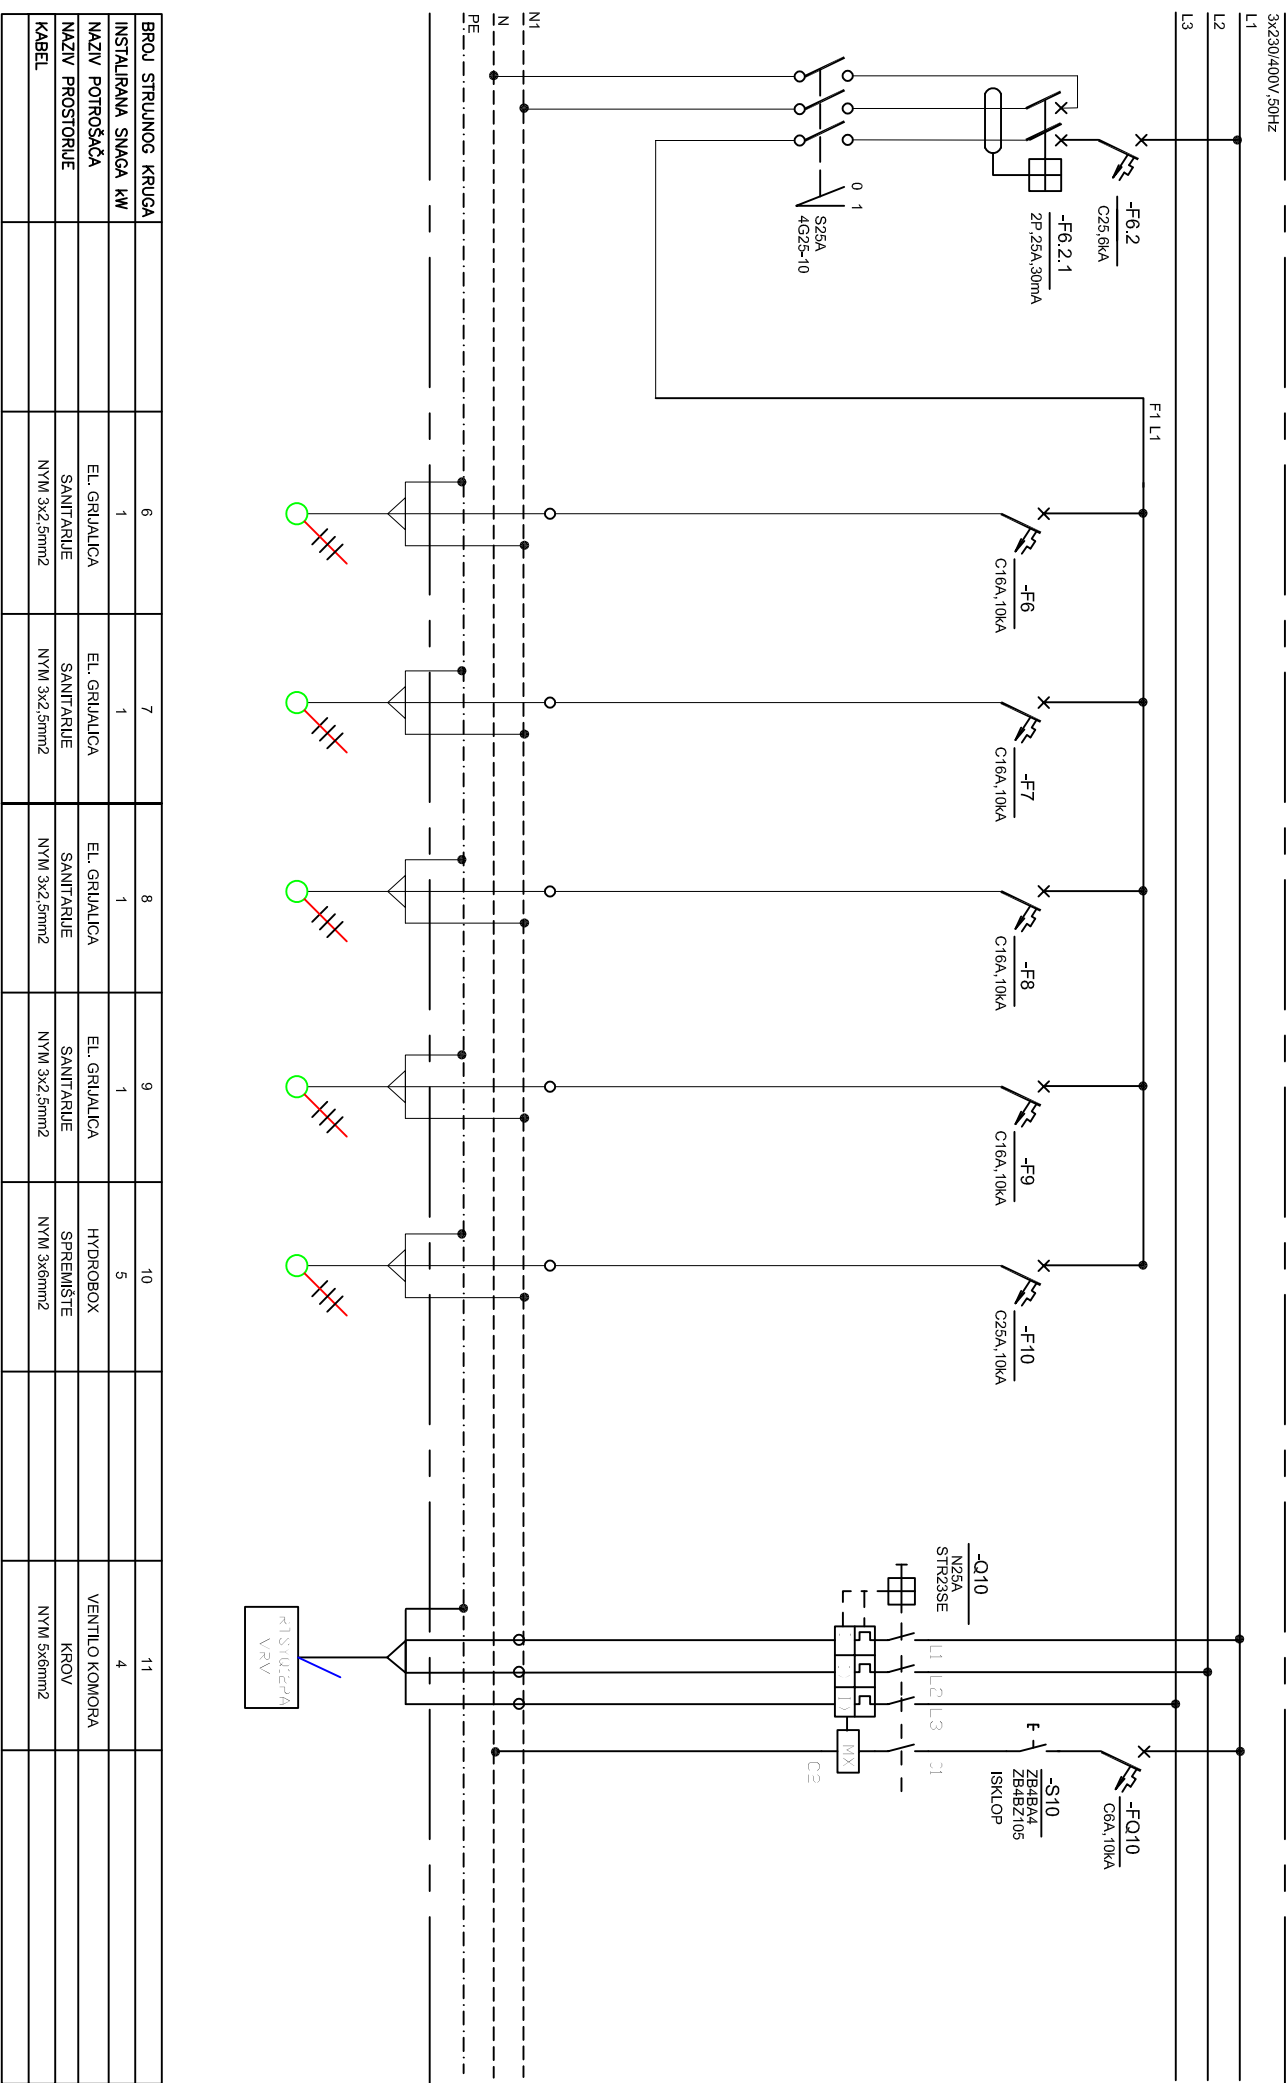 3x230/400V,50Hz
L1
L2
L3
-F6.2
C25,6kA
-F6.2.1
2P,25A,30mA
0 1
S25A
4G25-10
F1 L1
N1
N
PE
-F6
C16A,10kA
-F7
C16A,10kA
-F8
C16A,10kA
-F9
C16A,10kA
-F10
C25A,10kA
-FQ10
C6A,10kA
-S10
ZB4BA4
ZB4BZ105
ISKLOP
-Q10
N25A
STR23SE
L1 L2 L3
MX
C2
VRV
BROJ STRUJNOG KRUGA 6 7 8 9 10 11
INSTALIRANA SNAGA kW 1 1 1 1 5 4
NAZIV POTROŠAČA EL. GRIJALICA EL. GRIJALICA EL. GRIJALICA EL. GRIJALICA HYDROBOX VENTILO KOMORA
NAZIV PROSTORIJE SANITARIJE SANITARIJE SANITARIJE SANITARIJE SPREMIŠTE KROV
KABEL NYM 3x2,5mm2 NYM 3x2,5mm2 NYM 3x2,5mm2 NYM 3x2,5mm2 NYM 3x6mm2 NYM 5x6mm2